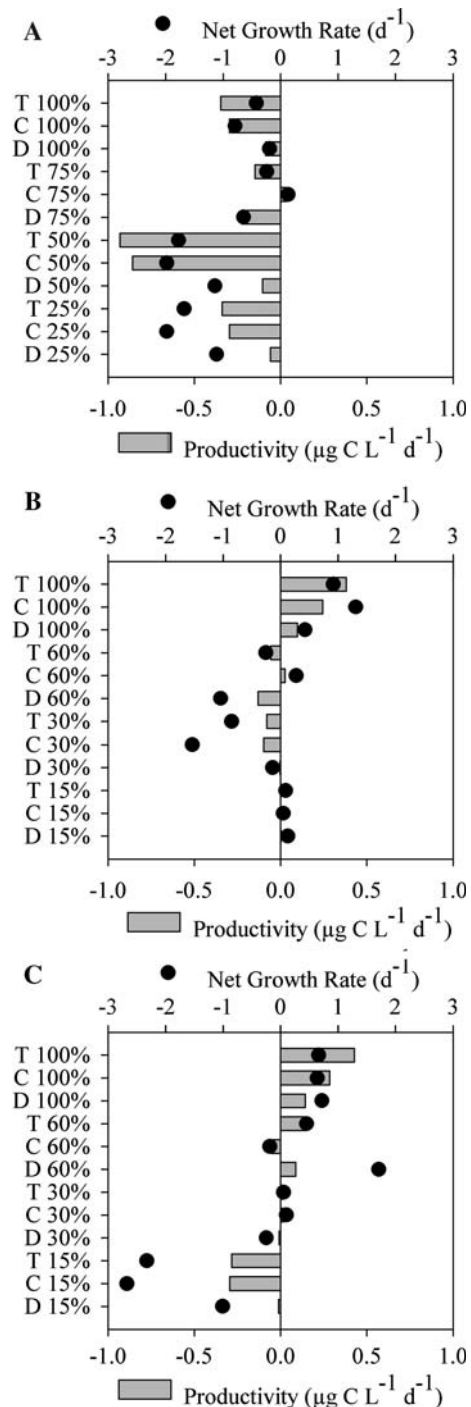 A
Net Growth Rate (d⁻¹)
-3 -2 -1 0 1 2 3
T 100%
C 100%
D 100%
T 75%
C 75%
D 75%
T 50%
C 50%
D 50%
T 25%
C 25%
D 25%
-1.0 -0.5 0.0 0.5 1.0
Productivity (µg C L⁻¹ d⁻¹)
B
Net Growth Rate (d⁻¹)
-3 -2 -1 0 1 2 3
T 100%
C 100%
D 100%
T 60%
C 60%
D 60%
T 30%
C 30%
D 30%
T 15%
C 15%
D 15%
-1.0 -0.5 0.0 0.5 1.0
Productivity (µg C L⁻¹ d⁻¹)
C
Net Growth Rate (d⁻¹)
-3 -2 -1 0 1 2 3
T 100%
C 100%
D 100%
T 60%
C 60%
D 60%
T 30%
C 30%
D 30%
T 15%
C 15%
D 15%
-1.0 -0.5 0.0 0.5 1.0
Productivity (µg C L⁻¹ d⁻¹)